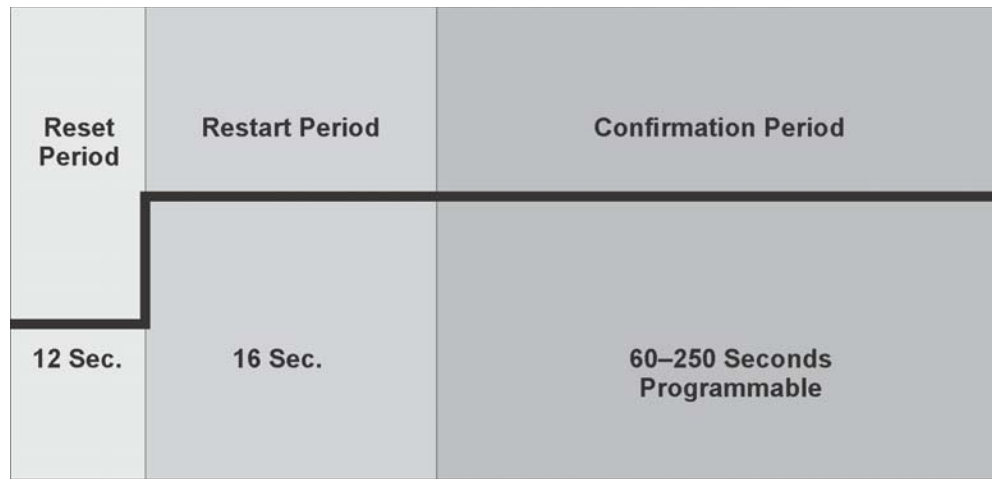 Reset
Period
Restart Period
Confirmation Period
12 Sec.
16 Sec.
60–250 Seconds
Programmable